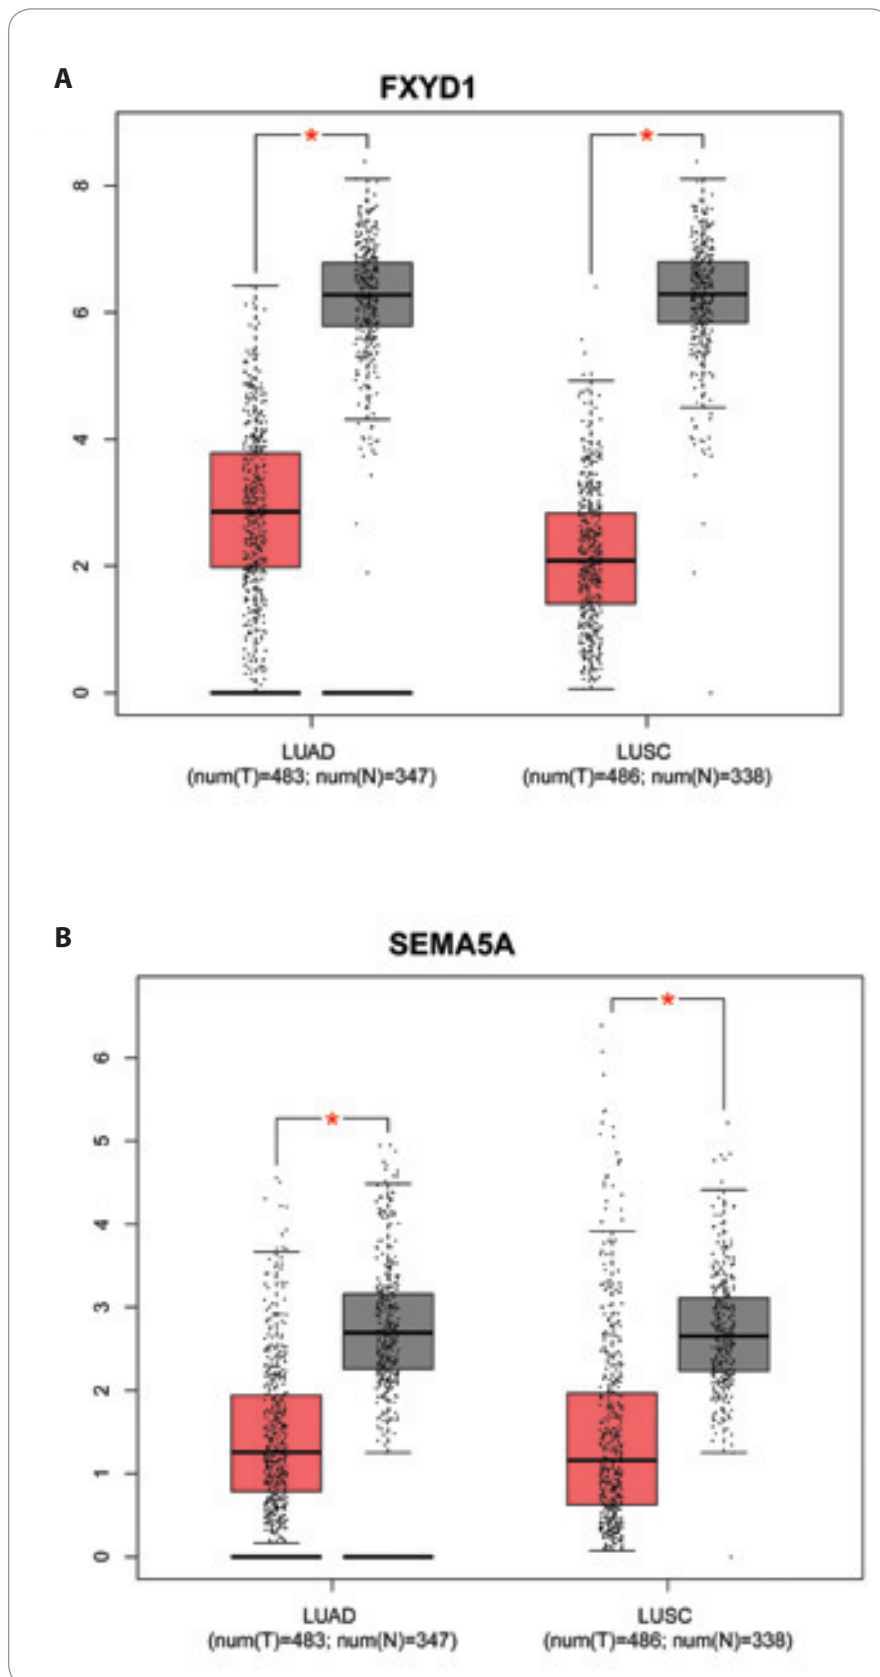 A
FXYD1
8
6
4
2
0
LUAD
(num(T)=483; num(N)=347)
LUSC
(num(T)=486; num(N)=338)
B
SEMA5A
6
5
4
3
2
1
0
LUAD
(num(T)=483; num(N)=347)
LUSC
(num(T)=486; num(N)=338)